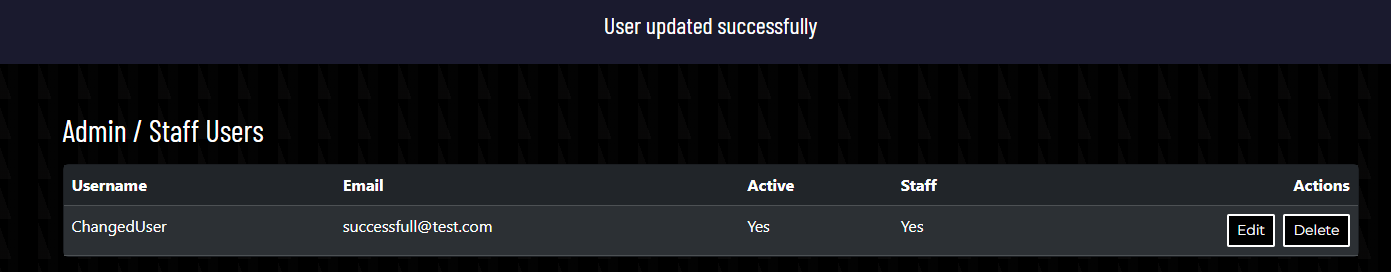 User updated successfully
Admin / Staff Users
Username Email Active Staff Actions
ChangedUser successfull@test.com Yes Yes Edit Delete